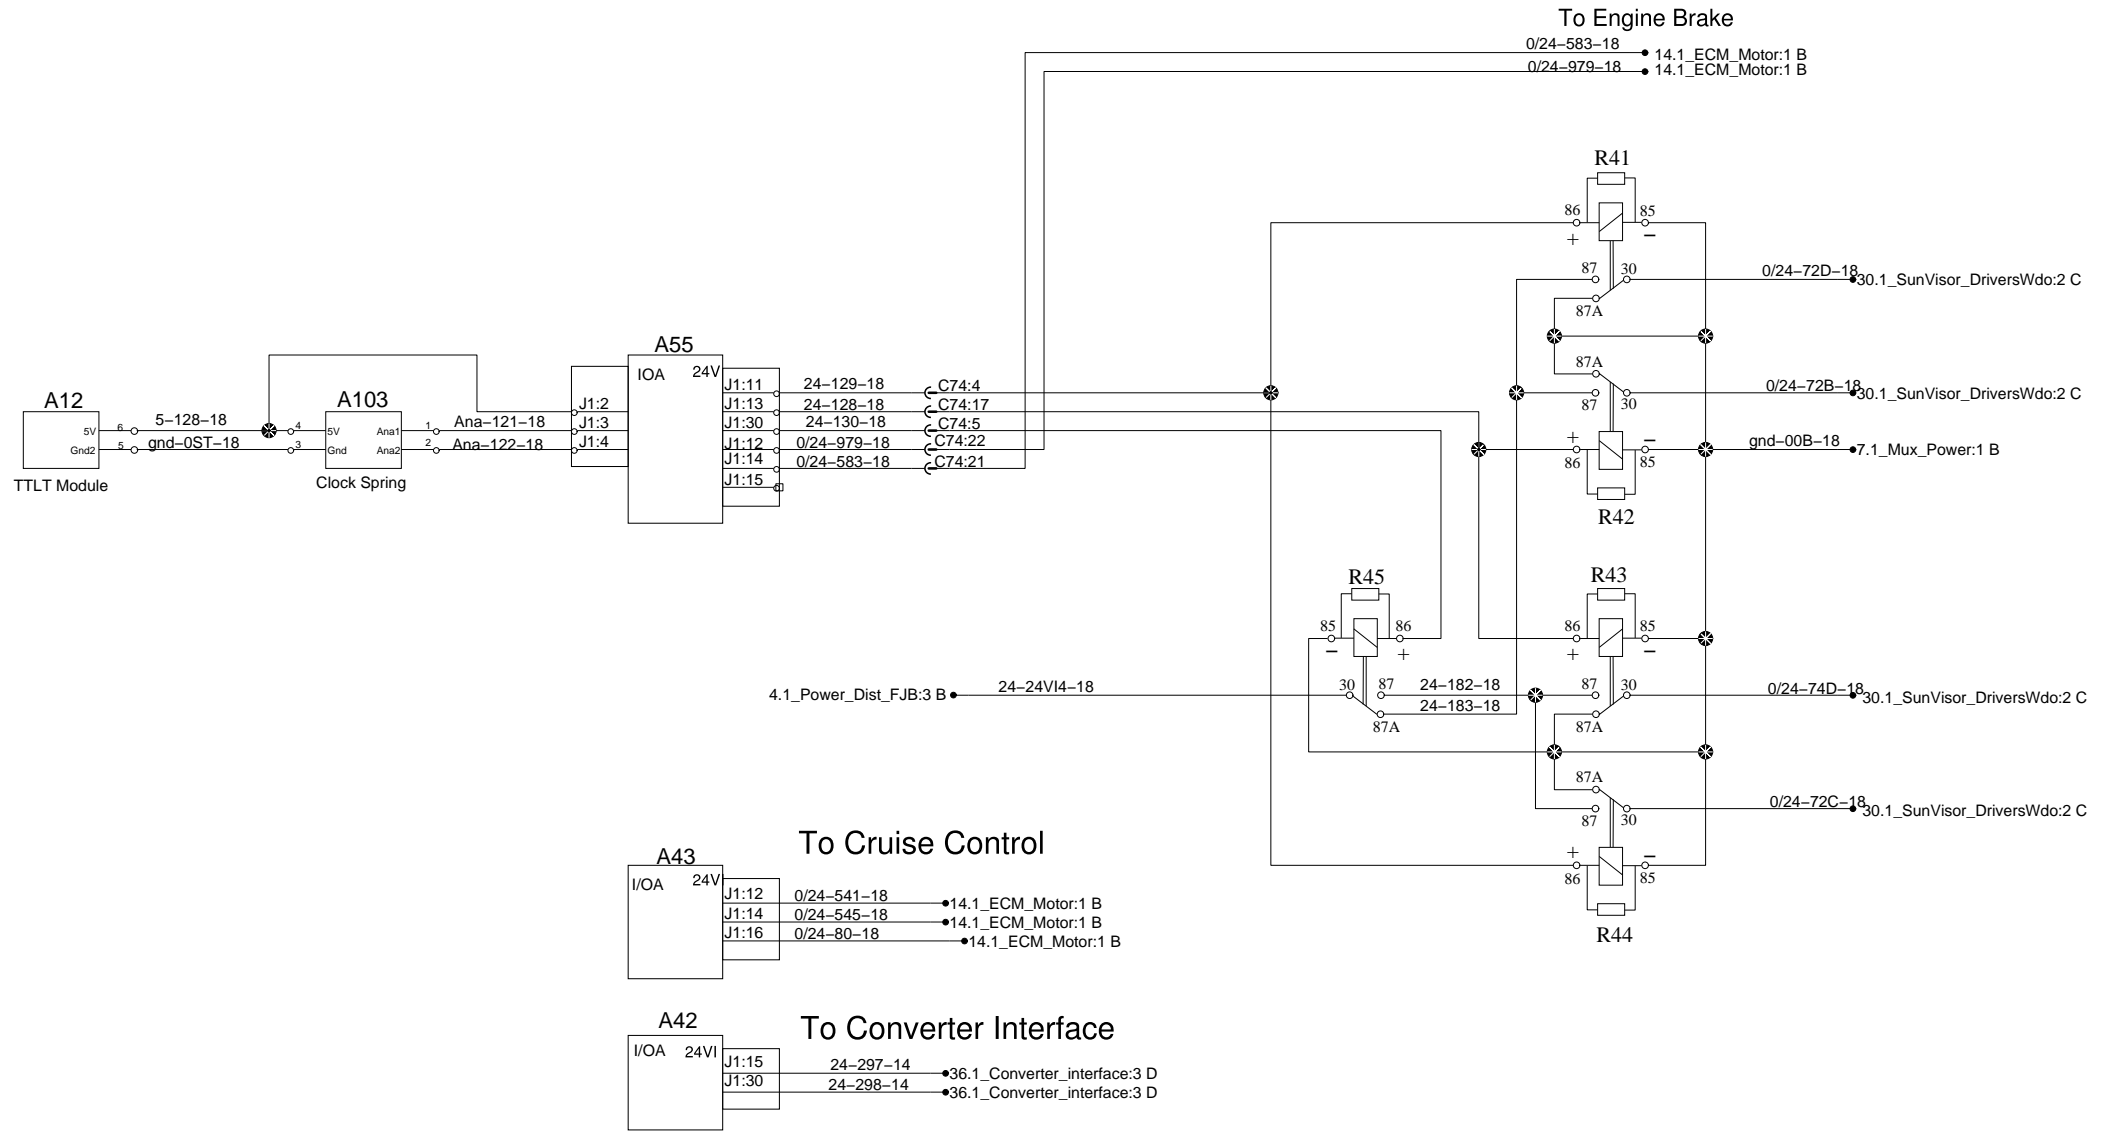 To Engine Brake
0/24-583-18
14.1_ECM_Motor:1 B
0/24-979-18
14.1_ECM_Motor:1 B
R41
86
85
+
−
87
30
87A
0/24-72D-18
30.1_SunVisor_DriversWdo:2 C
87A
87
30
0/24-72B-18
30.1_SunVisor_DriversWdo:2 C
+
−
86
85
R42
gnd-00B-18
7.1_Mux_Power:1 B
A12
5V
6
Gnd2
5
TTLT Module
5-128-18
gnd-0ST-18
A103
4
5V
Ana1
1
3
Gnd
Ana2
2
Clock Spring
Ana-121-18
Ana-122-18
A55
IOA
24V
J1:2
J1:3
J1:4
J1:11
24-129-18
C74:4
J1:13
24-128-18
C74:17
J1:30
24-130-18
C74:5
J1:12
0/24-979-18
C74:22
J1:14
0/24-583-18
C74:21
J1:15
R45
85
86
−
+
4.1_Power_Dist_FJB:3 B
24-24VI4-18
30
87
87A
24-182-18
24-183-18
R43
86
85
+
−
87
30
87A
0/24-74D-18
30.1_SunVisor_DriversWdo:2 C
87A
87
30
0/24-72C-18
30.1_SunVisor_DriversWdo:2 C
+
−
86
85
R44
To Cruise Control
A43
I/OA
24V
J1:12
0/24-541-18
14.1_ECM_Motor:1 B
J1:14
0/24-545-18
14.1_ECM_Motor:1 B
J1:16
0/24-80-18
14.1_ECM_Motor:1 B
To Converter Interface
A42
I/OA
24VI
J1:15
24-297-14
36.1_Converter_interface:3 D
J1:30
24-298-14
36.1_Converter_interface:3 D